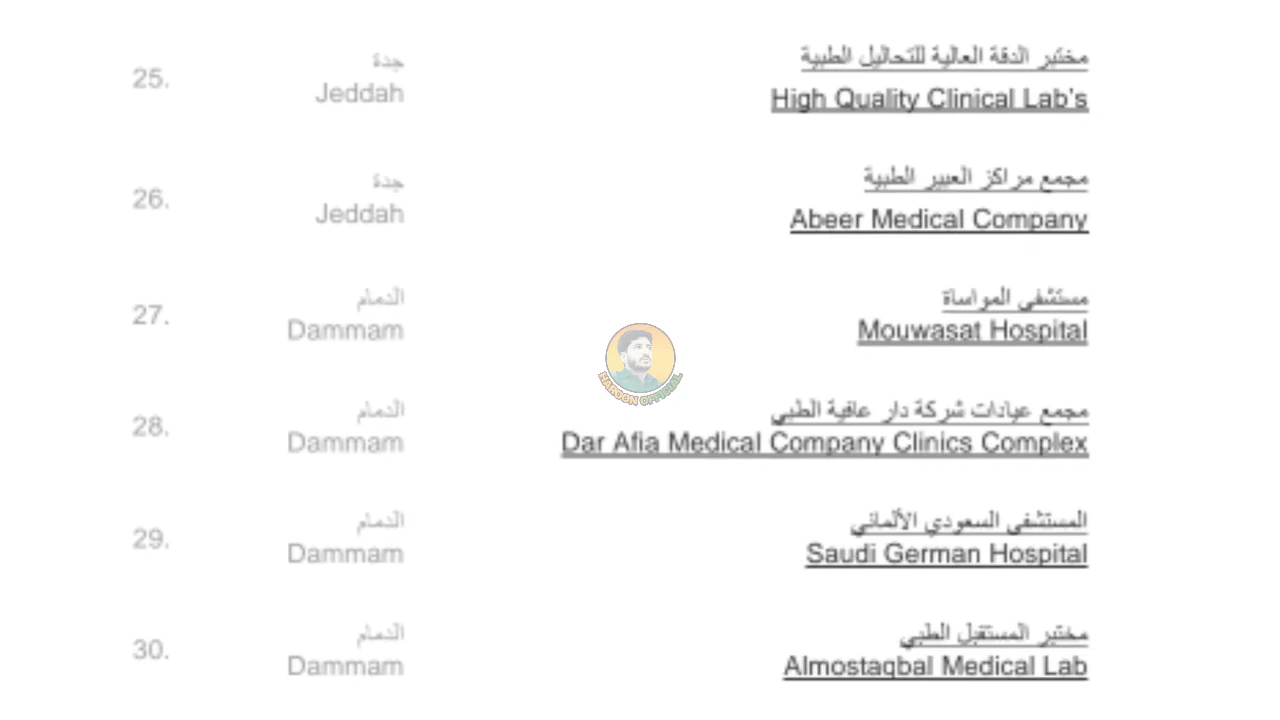 25.
جدة
Jeddah
مختبر الدقة العالية للتحاليل الطبية
High Quality Clinical Lab's
26.
جدة
Jeddah
مجمع مراكز العبير الطبية
Abeer Medical Company
27.
الدمام
Dammam
مستشفى المواساة
Mouwasat Hospital
HAROON OFFICIAL
28.
الدمام
Dammam
مجمع عيادات شركة دار عافية الطبي
Dar Afia Medical Company Clinics Complex
29.
الدمام
Dammam
المستشفى السعودي الألماني
Saudi German Hospital
30.
الدمام
Dammam
مختبر المستقبل الطبي
Almostaqbal Medical Lab